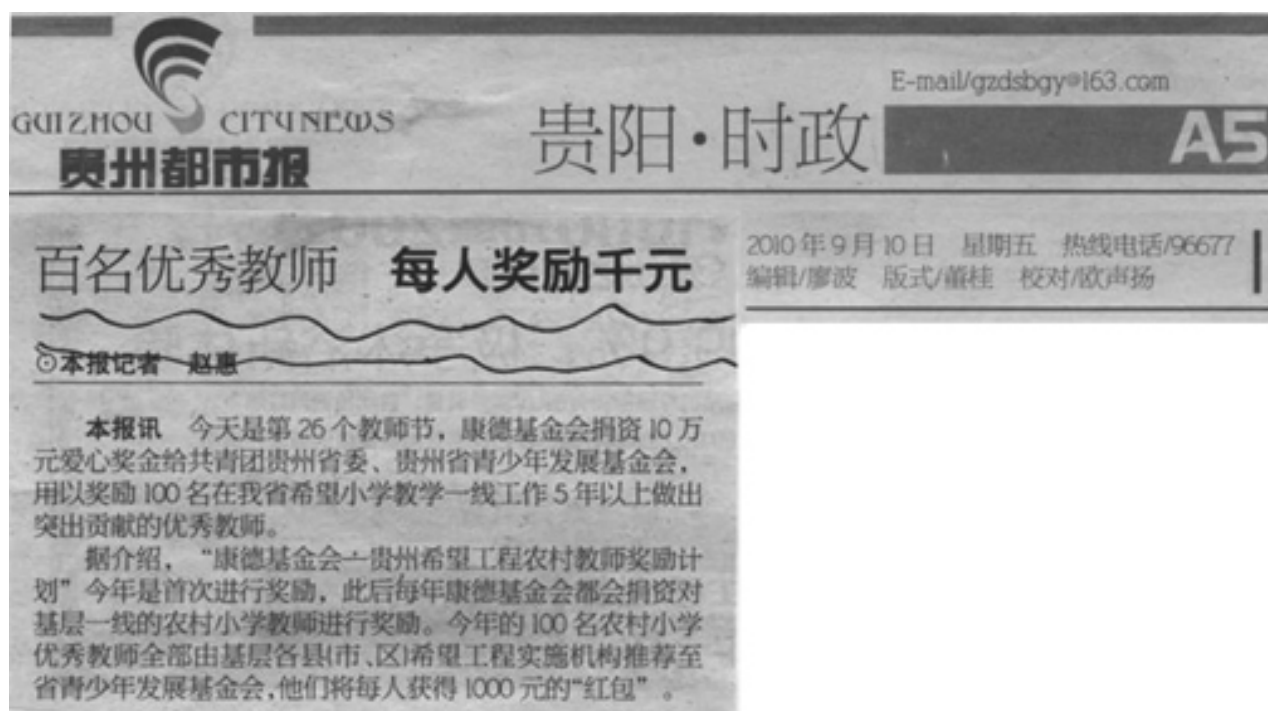 GUIZHOU CITY NEWS
贵州都市报
贵阳·时政
E-mail/gzdsbgy@163.com
A5
2010年9月10日 星期五 热线电话/96677
编辑/廖波 版式/董桂 校对/欧声扬
百名优秀教师 每人奖励千元
⊙本报记者 赵惠
本报讯 今天是第26个教师节，康德基金会捐资10万
元爱心奖金给共青团贵州省委、贵州省青少年发展基金会，
用以奖励100名在我省希望小学教学一线工作5年以上做出
突出贡献的优秀教师。
据介绍，“康德基金会—贵州希望工程农村教师奖励计
划”今年是首次进行奖励，此后每年康德基金会都会捐资对
基层一线的农村小学教师进行奖励。今年的100名农村小学
优秀教师全部由基层各县(市、区)希望工程实施机构推荐至
省青少年发展基金会,他们将每人获得1000元的“红包”。